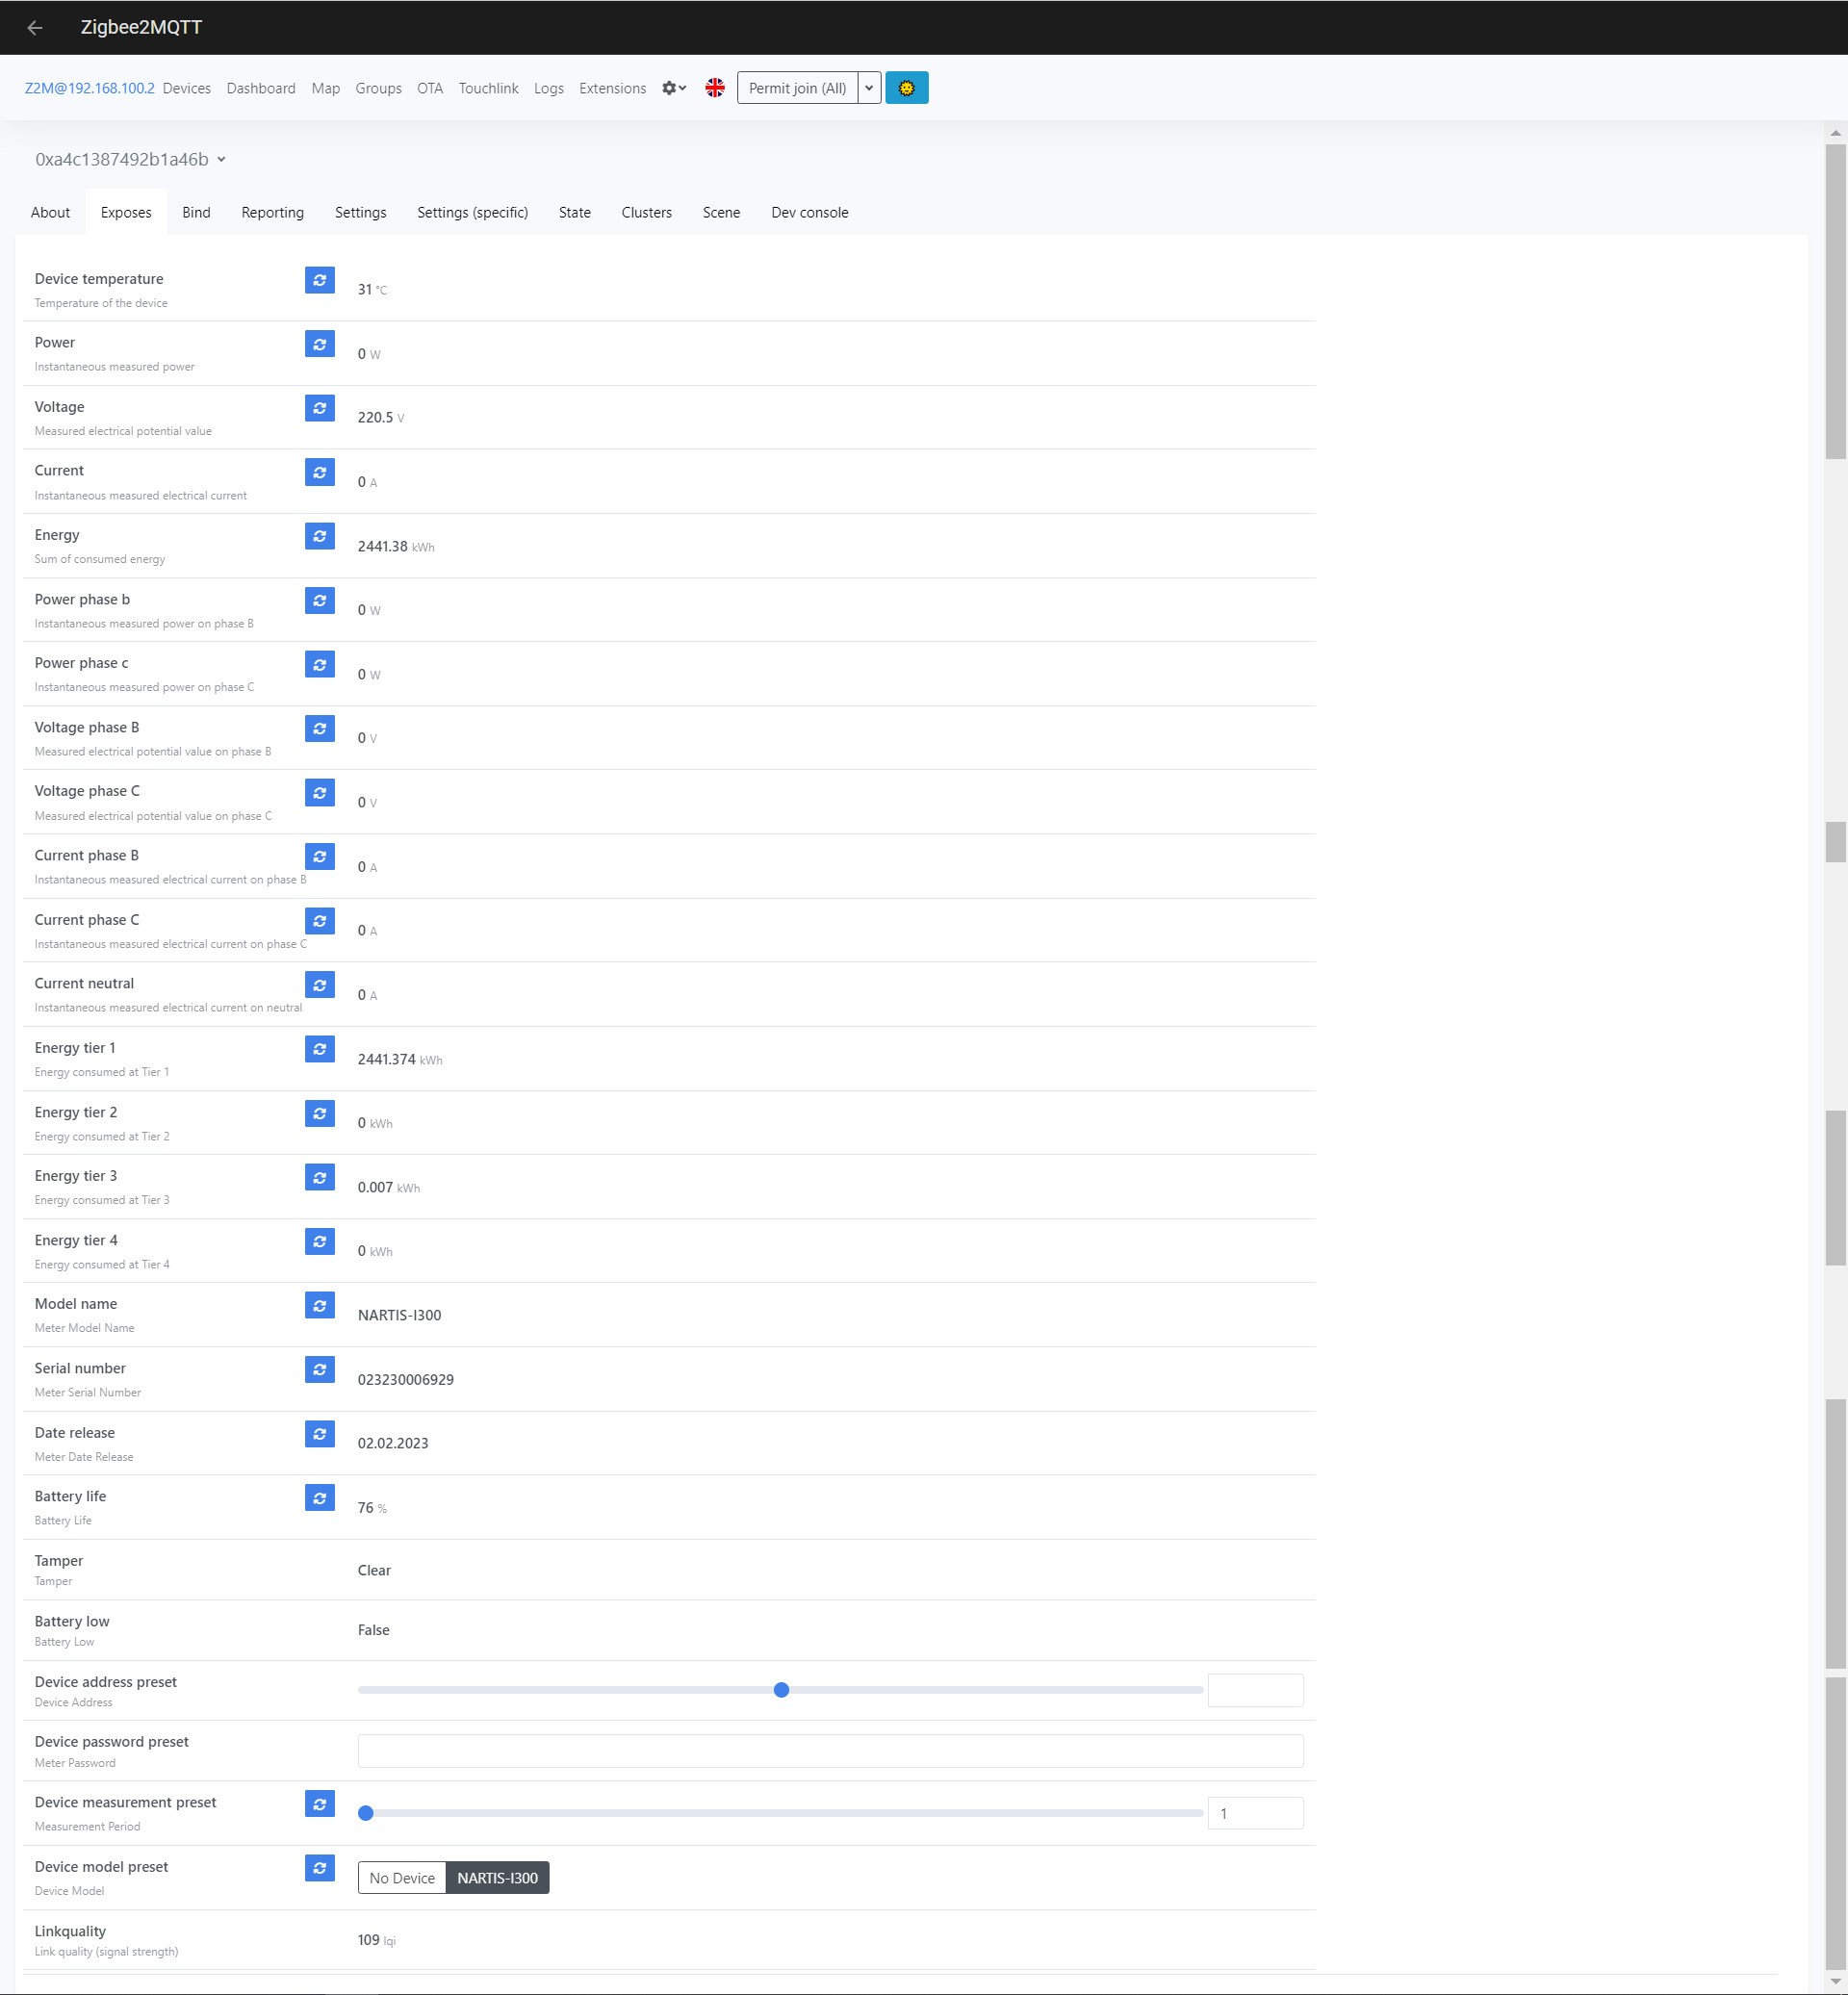 Zigbee2MQTT
Z2M@192.168.100.2 Devices Dashboard Map Groups OTA Touchlink Logs Extensions Permit join (All)
0xa4c1387492b1a46b
About Exposes Bind Reporting Settings Settings (specific) State Clusters Scene Dev console
Device temperature
31 °C
Temperature of the device
Power
0 W
Instantaneous measured power
Voltage
220.5 V
Measured electrical potential value
Current
0 A
Instantaneous measured electrical current
Energy
2441.38 kWh
Sum of consumed energy
Power phase b
0 W
Instantaneous measured power on phase B
Power phase c
0 W
Instantaneous measured power on phase C
Voltage phase B
0 V
Measured electrical potential value on phase B
Voltage phase C
0 V
Measured electrical potential value on phase C
Current phase B
0 A
Instantaneous measured electrical current on phase B
Current phase C
0 A
Instantaneous measured electrical current on phase C
Current neutral
0 A
Instantaneous measured electrical current on neutral
Energy tier 1
2441.374 kWh
Energy consumed at Tier 1
Energy tier 2
0 kWh
Energy consumed at Tier 2
Energy tier 3
0.007 kWh
Energy consumed at Tier 3
Energy tier 4
0 kWh
Energy consumed at Tier 4
Model name
NARTIS-I300
Meter Model Name
Serial number
023230006929
Meter Serial Number
Date release
02.02.2023
Meter Date Release
Battery life
76 %
Battery Life
Tamper
Clear
Tamper
Battery low
False
Battery Low
Device address preset
Device Address
Device password preset
Meter Password
Device measurement preset
1
Measurement Period
Device model preset
No Device NARTIS-I300
Device Model
Linkquality
109 lqi
Link quality (signal strength)